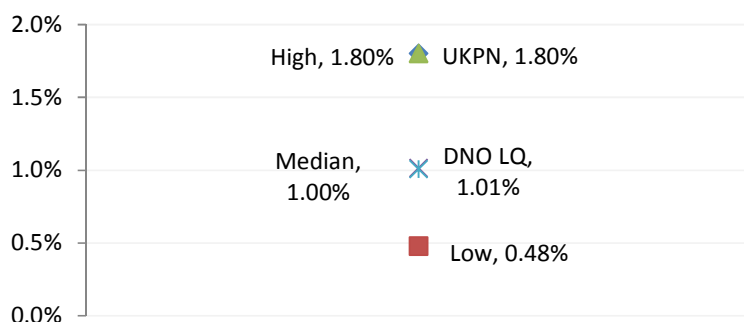 2.0%
High, 1.80%
UKPN, 1.80%
1.5%
1.0%
Median,
1.00%
DNO LQ,
1.01%
0.5%
Low, 0.48%
0.0%